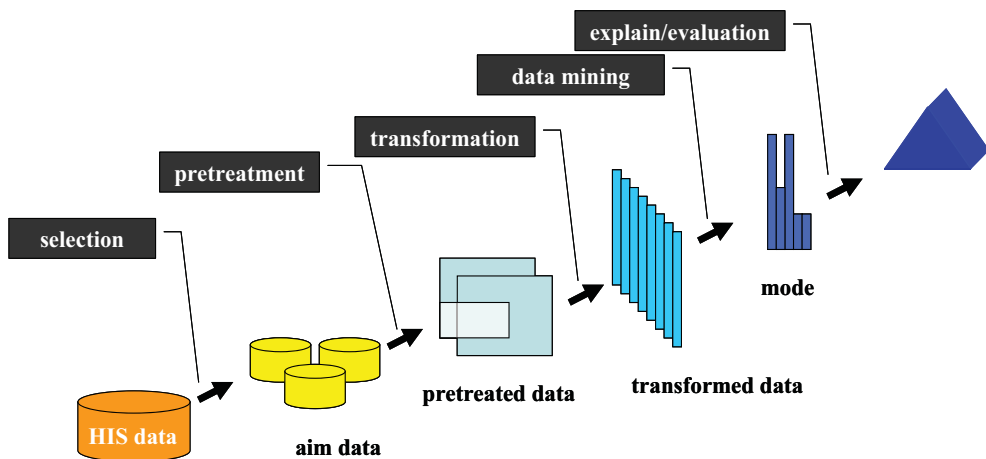 explain/evaluation
data mining
transformation
pretreatment
selection
mode
transformed data
pretreated data
HIS data
aim data